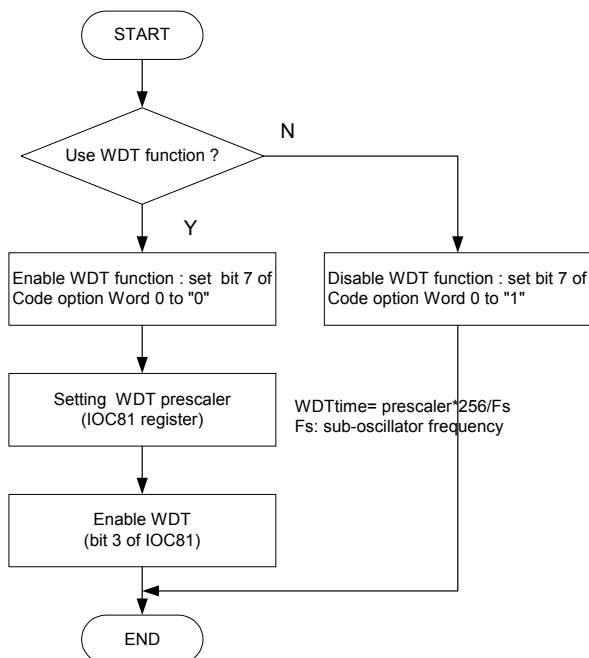 START
Use WDT function ?
N
Y
Enable WDT function : set bit 7 of
Code option Word 0 to "0"
Disable WDT function : set bit 7 of
Code option Word 0 to "1"
Setting WDT prescaler
(IOC81 register)
WDTtime= prescaler*256/Fs
Fs: sub-oscillator frequency
Enable WDT
(bit 3 of IOC81)
END